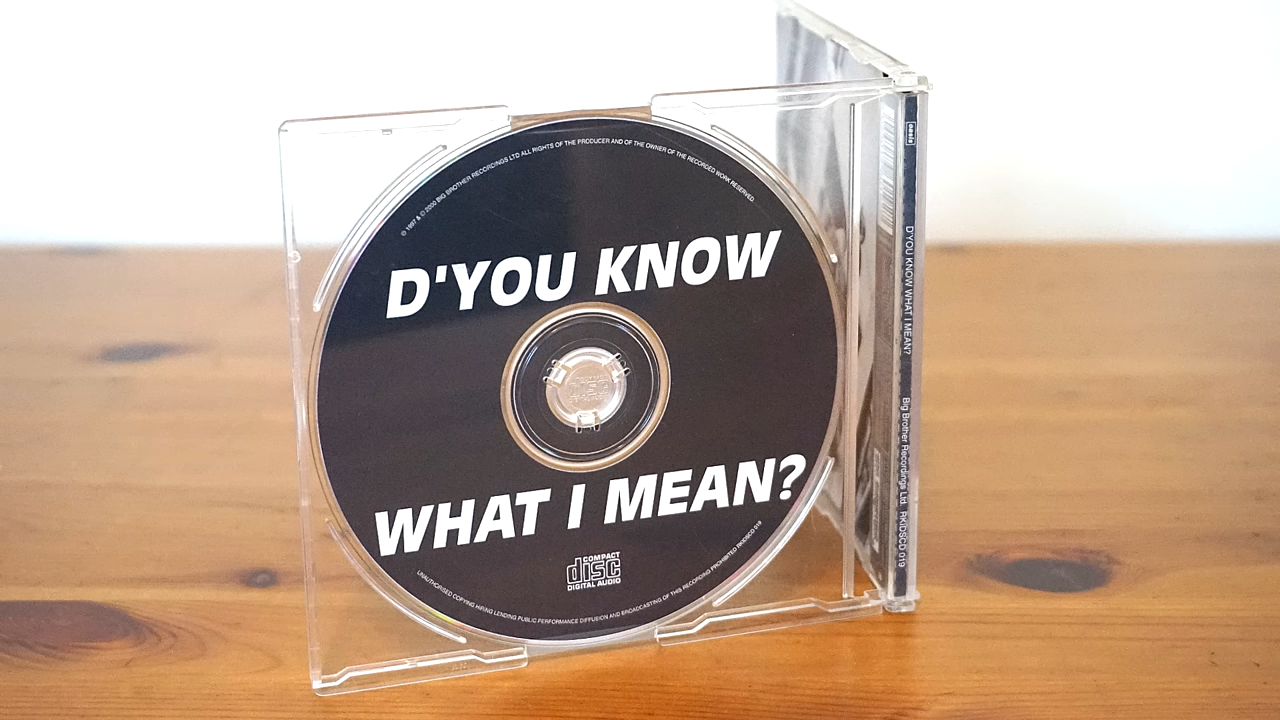 ℗ 1997 & © 2000 BIG BROTHER RECORDINGS LTD ALL RIGHTS OF THE PRODUCER AND OF THE OWNER OF THE RECORDED WORK RESERVED.
D'YOU KNOW
WHAT I MEAN?
COMPACT
disc
DIGITAL AUDIO
UNAUTHORISED COPYING HIRING LENDING PUBLIC PERFORMANCE DIFFUSION AND BROADCASTING OF THIS RECORDING PROHIBITED RKIDSCD 019
oasis
D'YOU KNOW WHAT I MEAN?
Big Brother Recordings Ltd. RKIDSCD 019